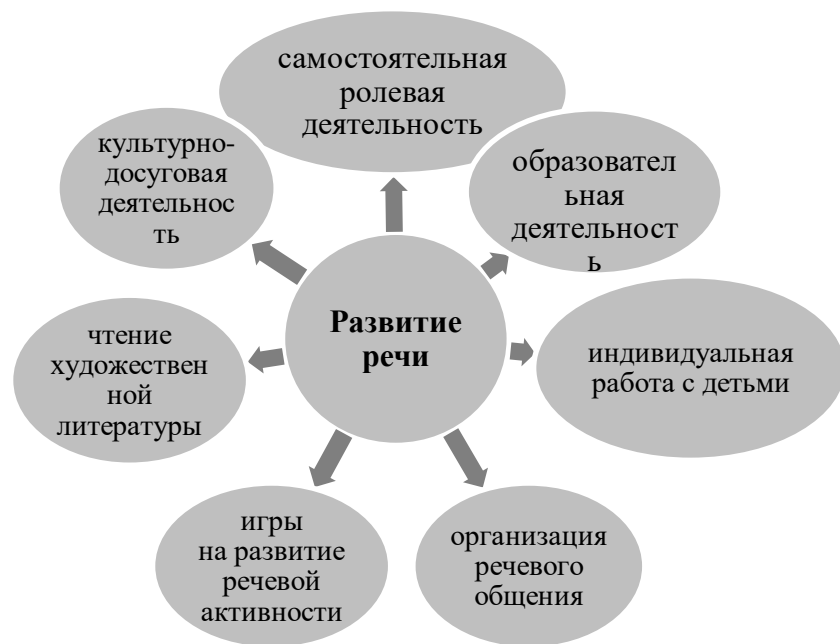 самостоятельная
ролевая
деятельность
образовател
ьная
деятельност
ь
индивидуальная
работа с детьми
организация
речевого
общения
игры
на развитие
речевой
активности
чтение
художествен
ной
литературы
культурно-
досуговая
деятельнос
ть
Развитие
речи